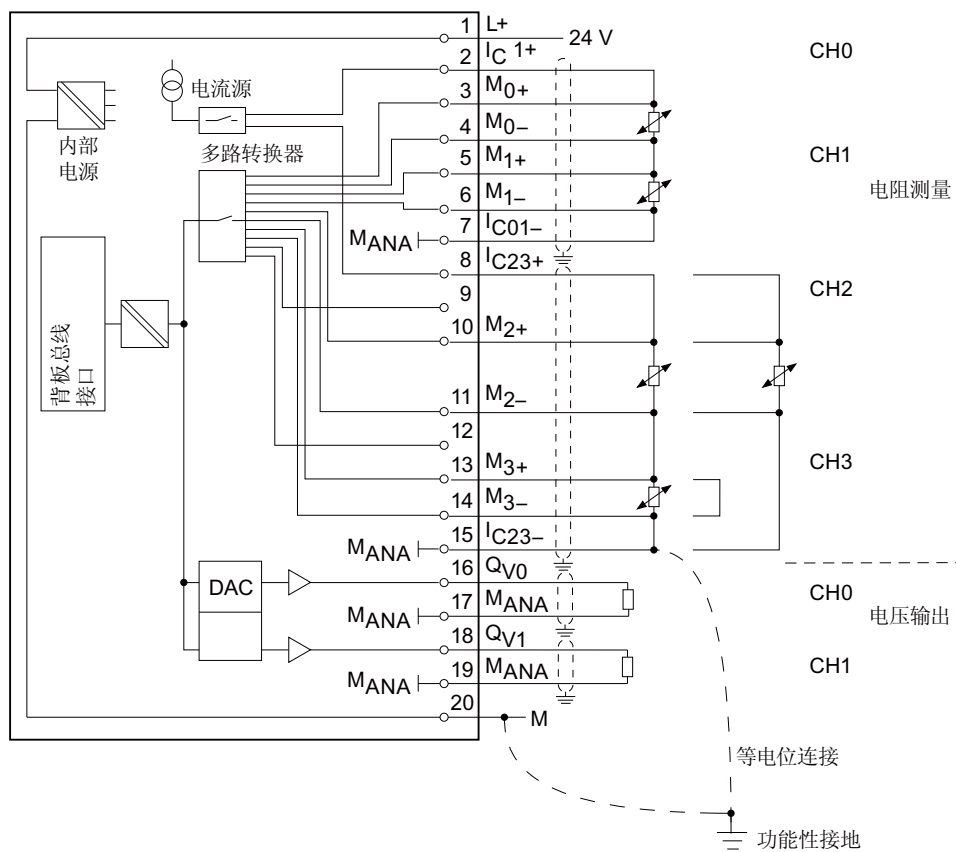 1 L+
24 V
2 IC 1+
3 M0+
4 M0–
5 M1+
6 M1–
7 IC01–
8 IC23+
9
10 M2+
11 M2–
12
13 M3+
14 M3–
15 IC23–
16 QV0
17 MANA
18 QV1
19 MANA
20
M
电流源
多路转换器
内部
电源
MANA
背板总线
接口
MANA
DAC
MANA
MANA
CH0
CH1
电阻测量
CH2
CH3
CH0
电压输出
CH1
等电位连接
功能性接地